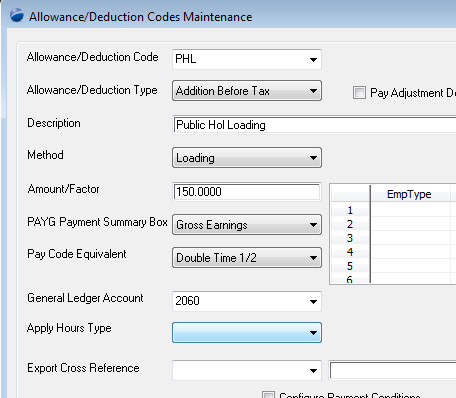 Allowance/Deduction Codes Maintenance
Allowance/Deduction Code PHL
Allowance/Deduction Type Addition Before Tax Pay Adjustment De
Description Public Hol Loading
Method Loading
Amount/Factor 150.0000
EmpType
PAYG Payment Summary Box Gross Earnings
1
2
3
4
5
6
Pay Code Equivalent Double Time 1/2
General Ledger Account 2060
Apply Hours Type
Export Cross Reference
Configure Payment Conditions